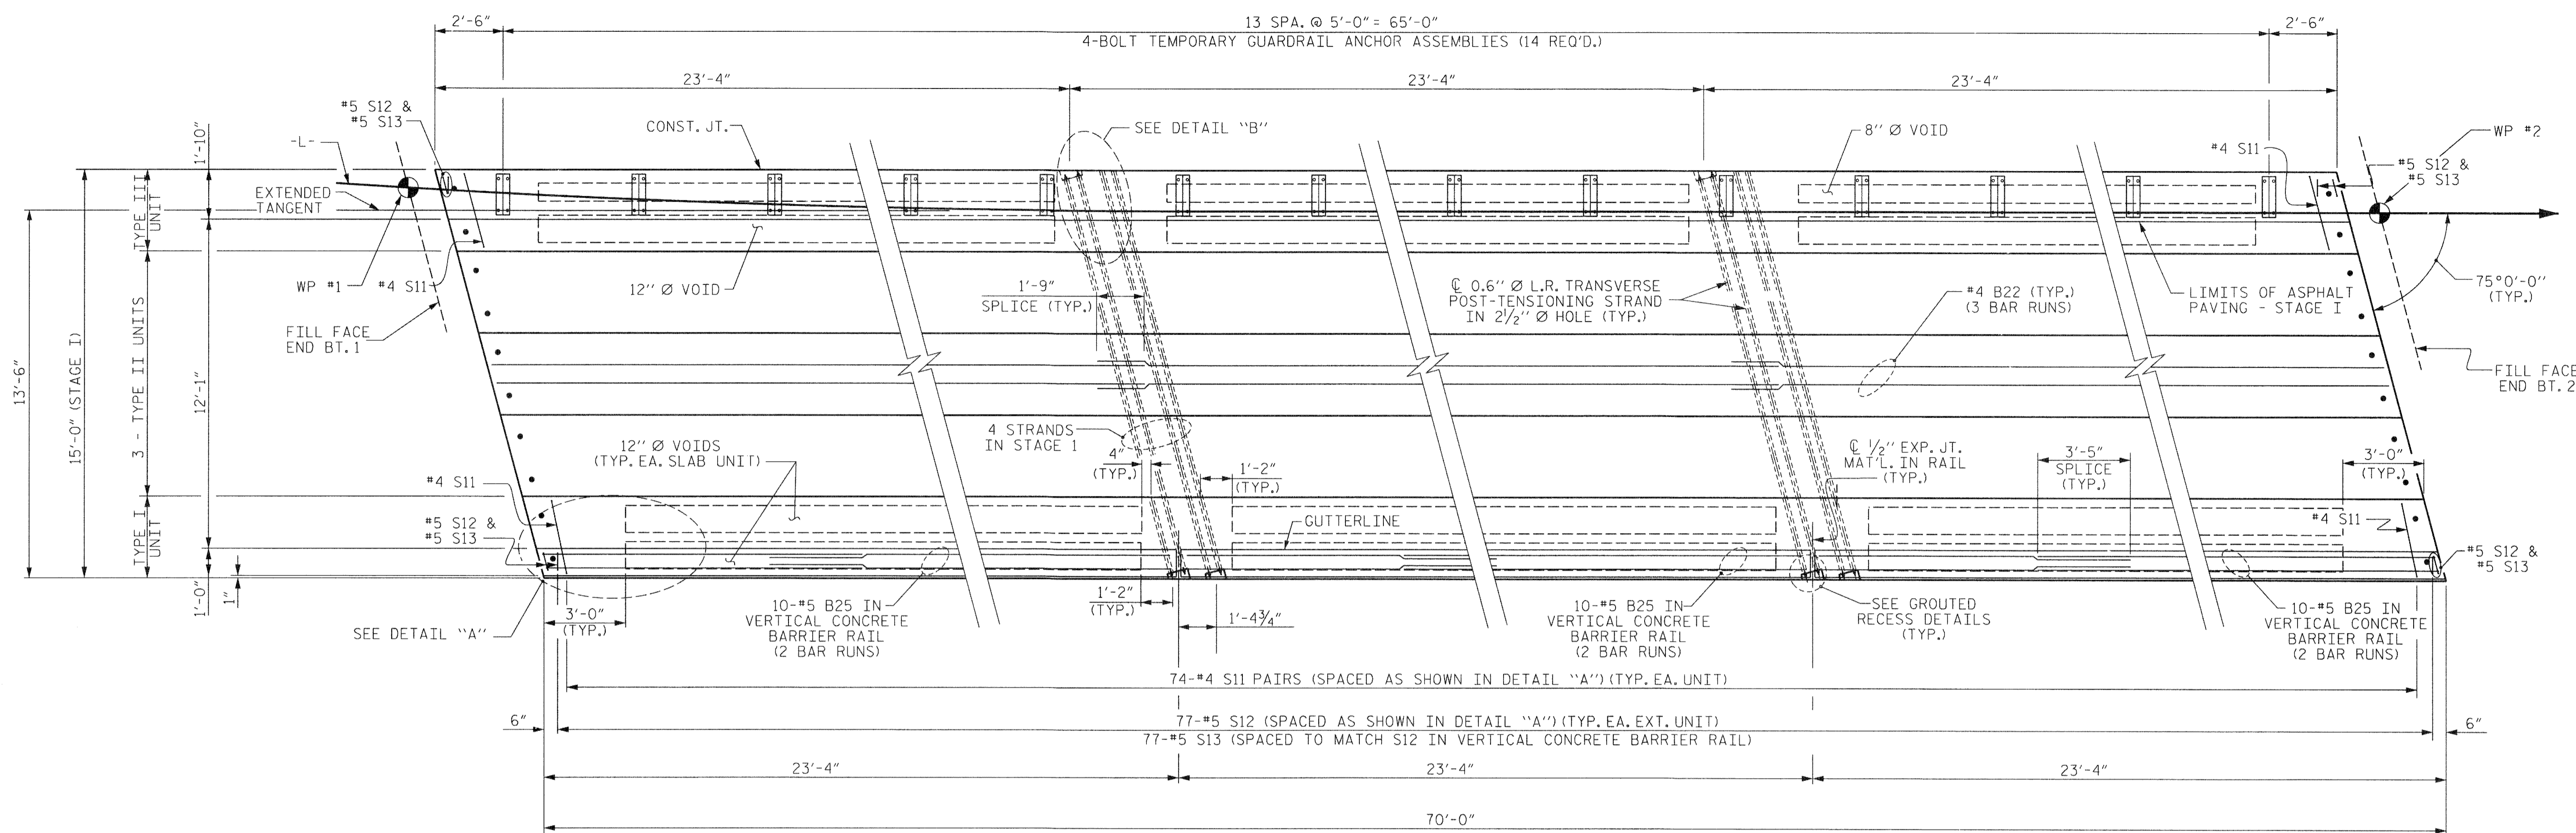 2'-6"
13 SPA. @ 5'-0" = 65'-0"
2'-6"
4-BOLT TEMPORARY GUARDRAIL ANCHOR ASSEMBLIES (14 REQ'D.)
23'-4"
23'-4"
23'-4"
#5 S12 &
#5 S13
-L-
CONST. JT.
SEE DETAIL "B"
8" Ø VOID
WP #2
#4 S11
#5 S12 &
#5 S13
1'-10"
EXTENDED
TANGENT
TYPE III
UNIT
WP #1
#4 S11
12" Ø VOID
1'-9"
SPLICE (TYP.)
℄ 0.6" Ø L.R. TRANSVERSE
POST-TENSIONING STRAND
IN 2½" Ø HOLE (TYP.)
#4 B22 (TYP.)
(3 BAR RUNS)
LIMITS OF ASPHALT
PAVING - STAGE I
75°0'-0"
(TYP.)
FILL FACE
END BT. 1
FILL FACE
END BT. 2
13'-6"
15'-0" (STAGE I)
3 - TYPE II UNITS
12'-1"
4 STRANDS
IN STAGE 1
12" Ø VOIDS
(TYP. EA. SLAB UNIT)
4"
(TYP.)
1'-2"
(TYP.)
℄ ½" EXP. JT.
MAT'L. IN RAIL
(TYP.)
3'-5"
SPLICE
(TYP.)
3'-0"
(TYP.)
#4 S11
#5 S12 &
#5 S13
TYPE I
UNIT
GUTTERLINE
#4 S11
#5 S12 &
#5 S13
1'-0"
1"
SEE DETAIL "A"
3'-0"
(TYP.)
10-#5 B25 IN
VERTICAL CONCRETE
BARRIER RAIL
(2 BAR RUNS)
1'-2"
(TYP.)
1'-4¾"
10-#5 B25 IN
VERTICAL CONCRETE
BARRIER RAIL
(2 BAR RUNS)
SEE GROUTED
RECESS DETAILS
(TYP.)
10-#5 B25 IN
VERTICAL CONCRETE
BARRIER RAIL
(2 BAR RUNS)
74-#4 S11 PAIRS (SPACED AS SHOWN IN DETAIL "A") (TYP. EA. UNIT)
6"
77-#5 S12 (SPACED AS SHOWN IN DETAIL "A") (TYP. EA. EXT. UNIT)
6"
77-#5 S13 (SPACED TO MATCH S12 IN VERTICAL CONCRETE BARRIER RAIL)
23'-4"
23'-4"
23'-4"
70'-0"